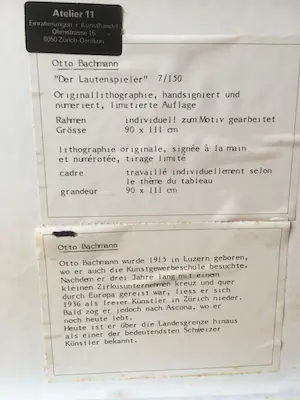 Atelier 11
Einrahmungen + Kunsthandel
Ohmstrasse 16
8050 Zürich-Oerlikon
Otto Bachmann
"Der Lautenspieler" 7/150
Originallithographie, handsigniert und
numeriert, limitierte Auflage
Rahmen individuell zum Motiv gearbeitet
Grösse 90 x 111 cm
lithographie originale, signée à la main
et numérotée, tirage limité
cadre travaillé individuellement selon
le thème du tableau
grandeur 90 x 111 cm
Otto Bachmann
Otto Bachmann wurde 1915 in Luzern geboren,
wo er auch die Kunstgewerbeschule besuchte.
Nachdem er drei Jahre lang mit einem
kleinen Zirkusunternehmen kreuz und quer
durch Europa gereist war, liess er sich
1936 als freier Künstler in Zürich nieder.
Bald zog er jedoch nach Ascona, wo er
noch heute lebt.
Heute ist er über die Landesgrenze hinaus
als einer der bedeutendsten Schweizer
Künstler bekannt.